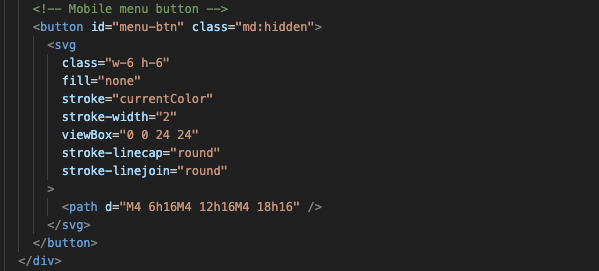 <!-- Mobile menu button -->
<button id="menu-btn" class="md:hidden">
<svg
class="w-6 h-6"
fill="none"
stroke="currentColor"
stroke-width="2"
viewBox="0 0 24 24"
stroke-linecap="round"
stroke-linejoin="round"
>
<path d="M4 6h16M4 12h16M4 18h16" />
</svg>
</button>
</div>